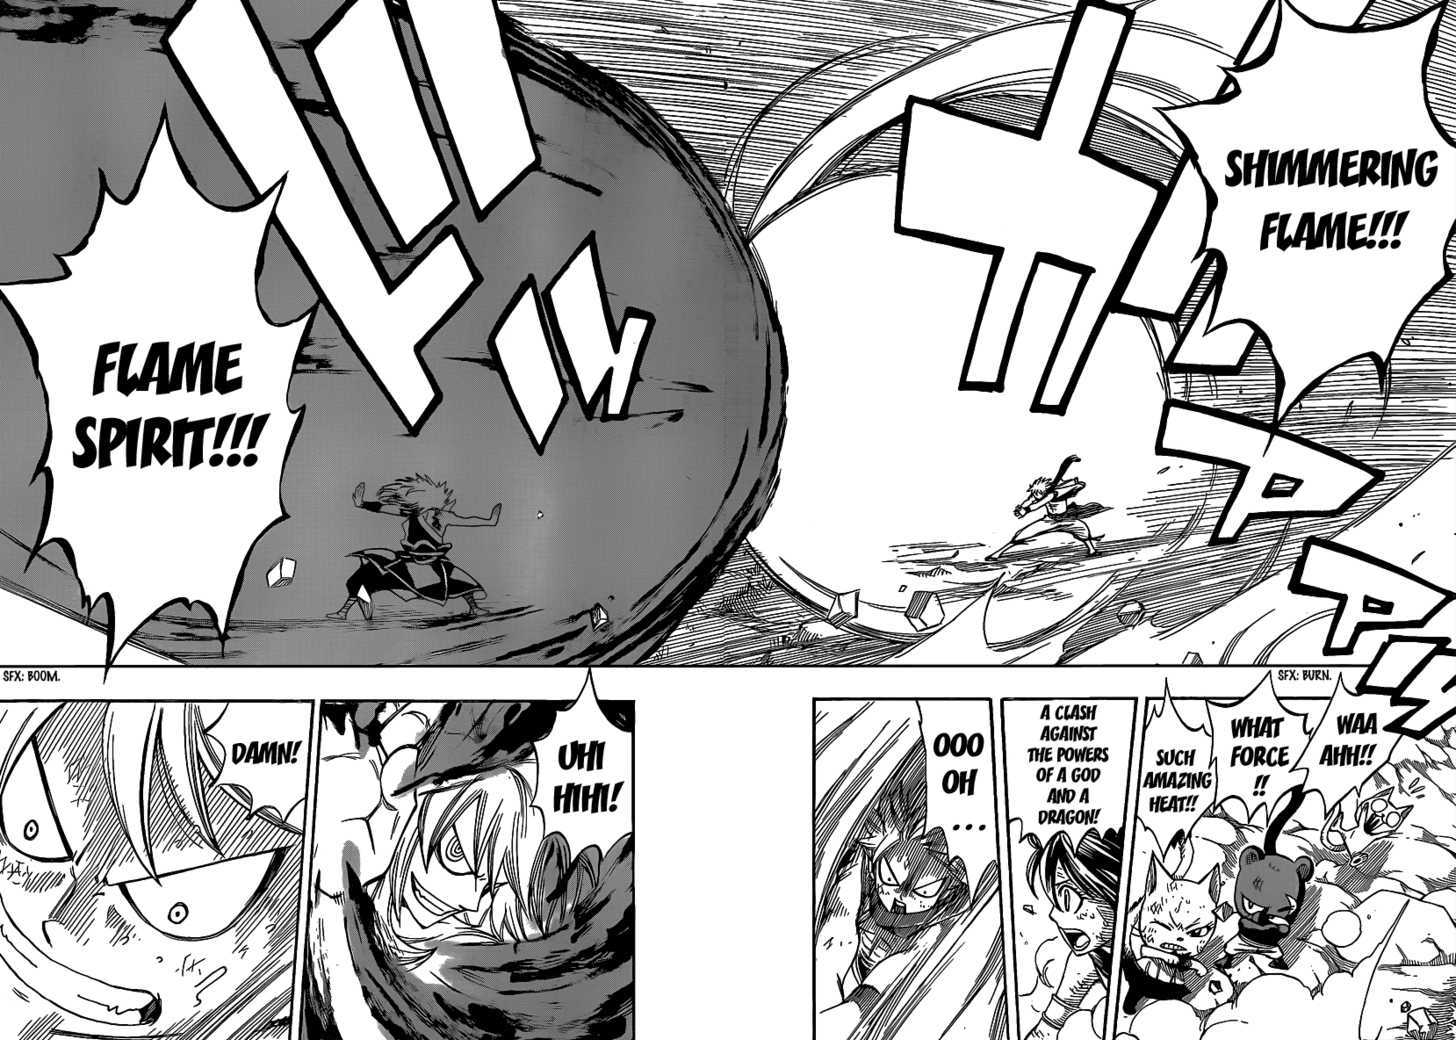 SHIMMERING
FLAME!!!
FLAME
SPIRIT!!!
SFX: BURN.
SFX: BOOM.
WAA
AHH!!
WHAT
FORCE
!!
SUCH
AMAZING
HEAT!!
A CLASH
AGAINST
THE POWERS
OF A GOD
AND A
DRAGON!
OOO
OH
...
UHI
HIHI!
DAMN!